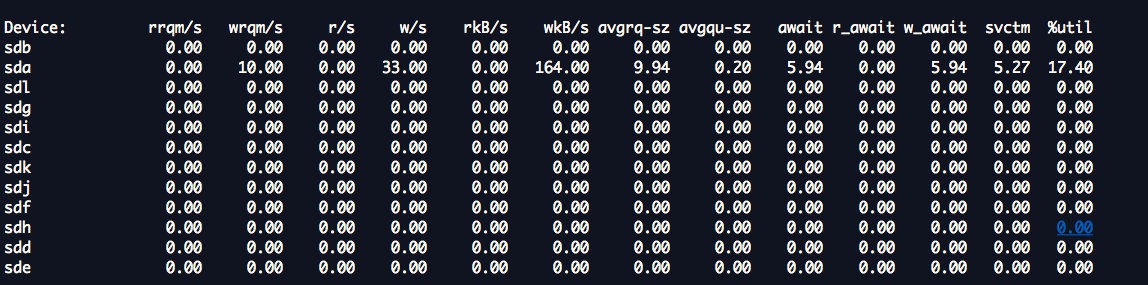 Device: rrqm/s wrqm/s r/s w/s rkB/s wkB/s avgrq-sz avgqu-sz await r_await w_await svctm %util
sdb 0.00 0.00 0.00 0.00 0.00 0.00 0.00 0.00 0.00 0.00 0.00 0.00 0.00
sda 0.00 10.00 0.00 33.00 0.00 164.00 9.94 0.20 5.94 0.00 5.94 5.27 17.40
sdl 0.00 0.00 0.00 0.00 0.00 0.00 0.00 0.00 0.00 0.00 0.00 0.00 0.00
sdg 0.00 0.00 0.00 0.00 0.00 0.00 0.00 0.00 0.00 0.00 0.00 0.00 0.00
sdi 0.00 0.00 0.00 0.00 0.00 0.00 0.00 0.00 0.00 0.00 0.00 0.00 0.00
sdc 0.00 0.00 0.00 0.00 0.00 0.00 0.00 0.00 0.00 0.00 0.00 0.00 0.00
sdk 0.00 0.00 0.00 0.00 0.00 0.00 0.00 0.00 0.00 0.00 0.00 0.00 0.00
sdj 0.00 0.00 0.00 0.00 0.00 0.00 0.00 0.00 0.00 0.00 0.00 0.00 0.00
sdf 0.00 0.00 0.00 0.00 0.00 0.00 0.00 0.00 0.00 0.00 0.00 0.00 0.00
sdh 0.00 0.00 0.00 0.00 0.00 0.00 0.00 0.00 0.00 0.00 0.00 0.00 0.00
sdd 0.00 0.00 0.00 0.00 0.00 0.00 0.00 0.00 0.00 0.00 0.00 0.00 0.00
sde 0.00 0.00 0.00 0.00 0.00 0.00 0.00 0.00 0.00 0.00 0.00 0.00 0.00